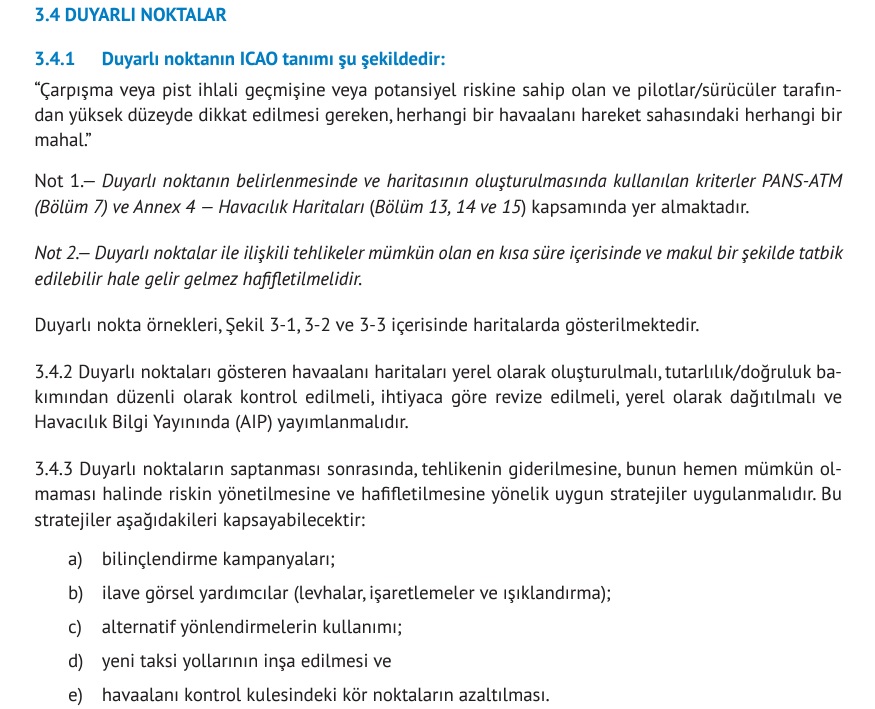 3.4 DUYARLI NOKTALAR
3.4.1 Duyarlı noktanın ICAO tanımı şu şekildedir:
“Çarpışma veya pist ihlali geçmişine veya potansiyel riskine sahip olan ve pilotlar/sürücüler tarafın-
dan yüksek düzeyde dikkat edilmesi gereken, herhangi bir havaalanı hareket sahasındaki herhangi bir
mahal.”
Not 1.— Duyarlı noktanın belirlenmesinde ve haritasının oluşturulmasında kullanılan kriterler PANS-ATM
(Bölüm 7) ve Annex 4 — Havacılık Haritaları (Bölüm 13, 14 ve 15) kapsamında yer almaktadır.
Not 2.— Duyarlı noktalar ile ilişkili tehlikeler mümkün olan en kısa süre içerisinde ve makul bir şekilde tatbik
edilebilir hale gelir gelmez hafifletilmelidir.
Duyarlı nokta örnekleri, Şekil 3-1, 3-2 ve 3-3 içerisinde haritalarda gösterilmektedir.
3.4.2 Duyarlı noktaları gösteren havaalanı haritaları yerel olarak oluşturulmalı, tutarlılık/doğruluk ba-
kımından düzenli olarak kontrol edilmeli, ihtiyaca göre revize edilmeli, yerel olarak dağıtılmalı ve
Havacılık Bilgi Yayınında (AIP) yayımlanmalıdır.
3.4.3 Duyarlı noktaların saptanması sonrasında, tehlikenin giderilmesine, bunun hemen mümkün ol-
maması halinde riskin yönetilmesine ve hafifletilmesine yönelik uygun stratejiler uygulanmalıdır. Bu
stratejiler aşağıdakileri kapsayabilecektir:
a) bilinçlendirme kampanyaları;
b) ilave görsel yardımcılar (levhalar, işaretlemeler ve ışıklandırma);
c) alternatif yönlendirmelerin kullanımı;
d) yeni taksi yollarının inşa edilmesi ve
e) havaalanı kontrol kulesindeki kör noktaların azaltılması.